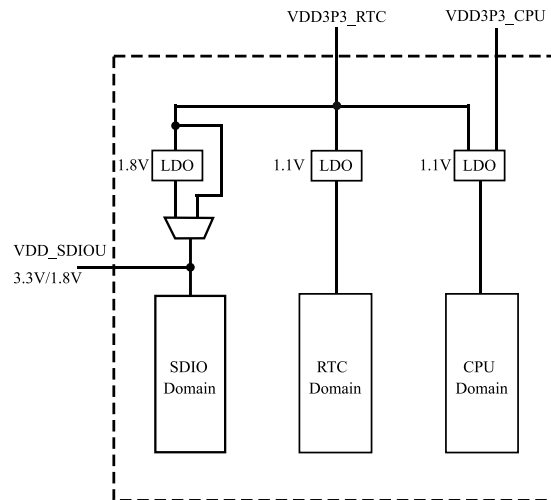 VDD3P3_RTC
VDD3P3_CPU
1.8V
LDO
1.1V
LDO
1.1V
LDO
VDD_SDIOU
3.3V/1.8V
SDIO
Domain
RTC
Domain
CPU
Domain